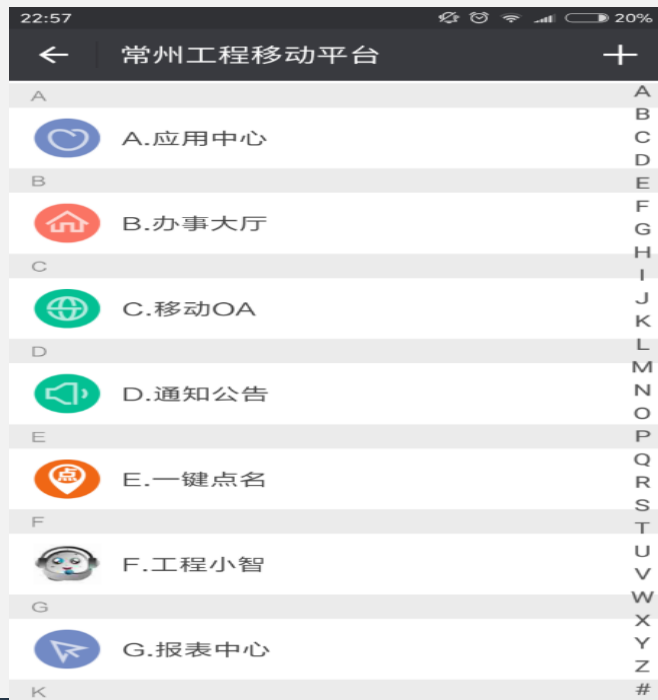 22:57 20%
常州工程移动平台
A
A.应用中心
B
B.办事大厅
C
C.移动OA
D
D.通知公告
E
点
E.一键点名
F
F.工程小智
G
G.报表中心
K
A
B
C
D
E
F
G
H
I
J
K
L
M
N
O
P
Q
R
S
T
U
V
W
X
Y
Z
#